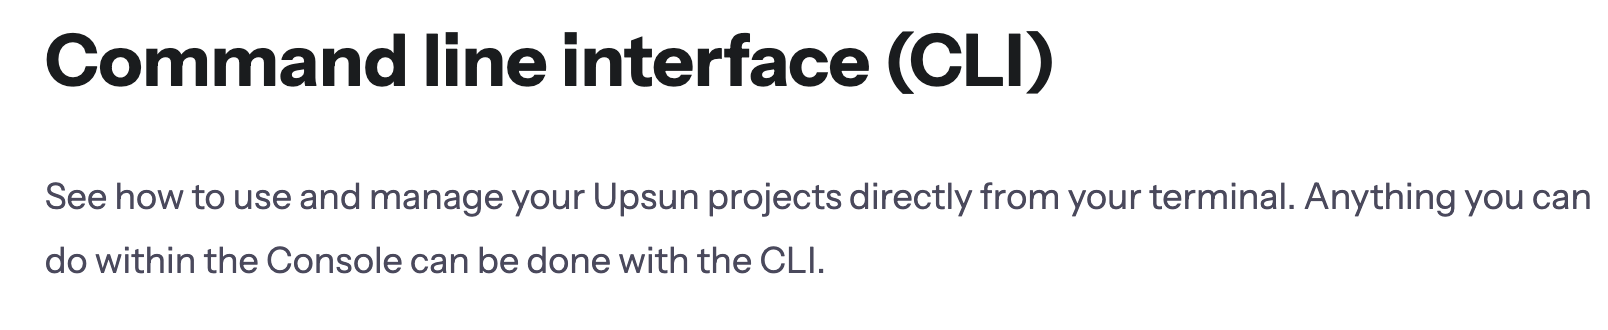 Command line interface (CLI)
See how to use and manage your Upsun projects directly from your terminal. Anything you can
do within the Console can be done with the CLI.